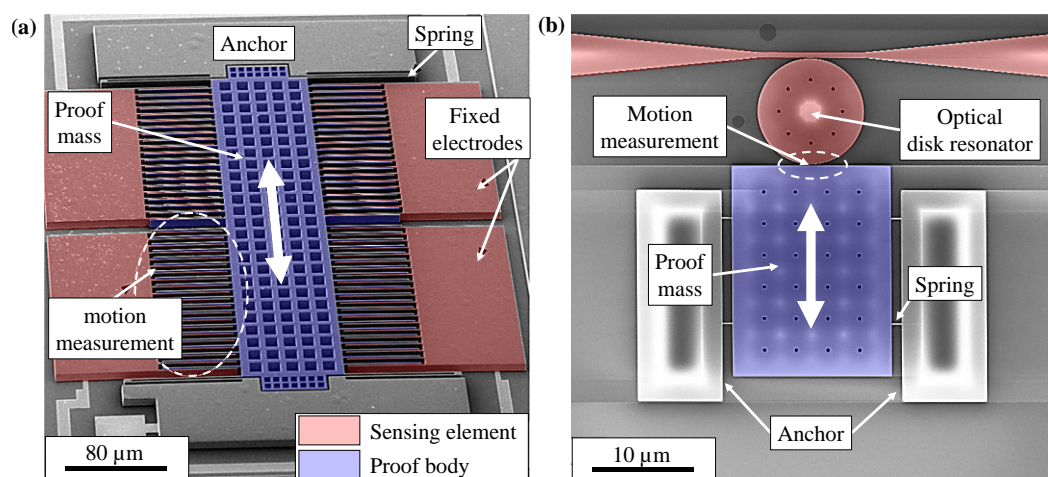 (a)
Anchor
Spring
Proof
mass
Fixed
electrodes
motion
measurement
80 µm
Sensing element
Proof body
(b)
Motion
measurement
Optical
disk resonator
Proof
mass
Spring
Anchor
10 µm